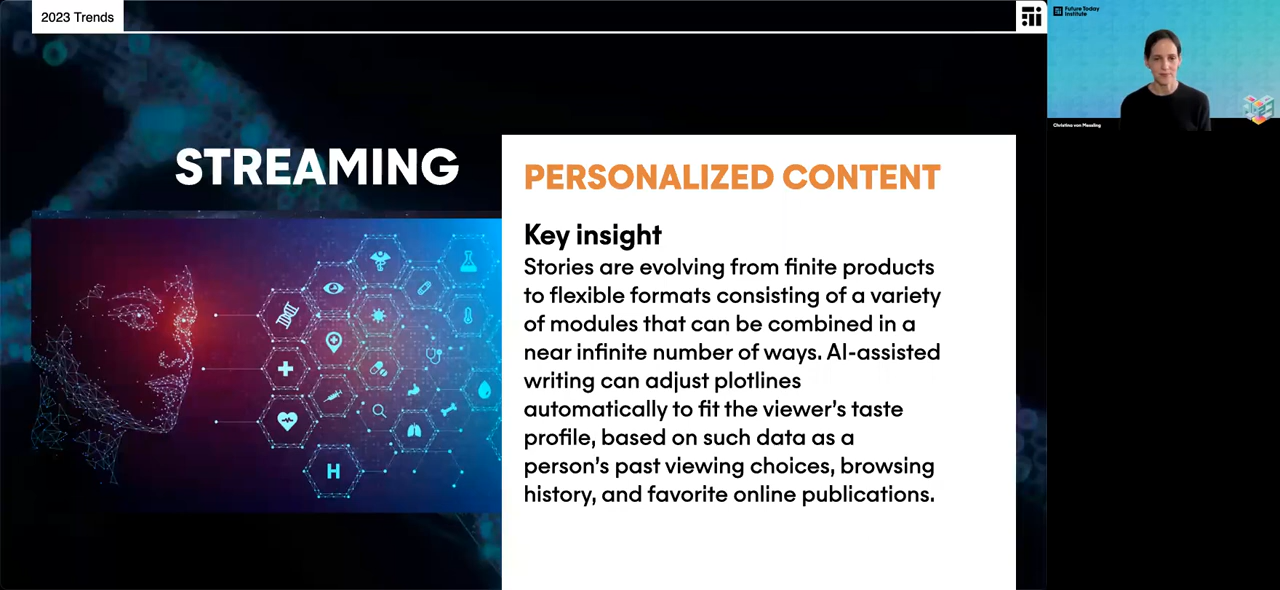 2023 Trends
STREAMING
PERSONALIZED CONTENT
Key insight
Stories are evolving from finite products
to flexible formats consisting of a variety
of modules that can be combined in a
near infinite number of ways. AI-assisted
writing can adjust plotlines
automatically to fit the viewer’s taste
profile, based on such data as a
person’s past viewing choices, browsing
history, and favorite online publications.
H
Future Today
Institute
Christina von Messling